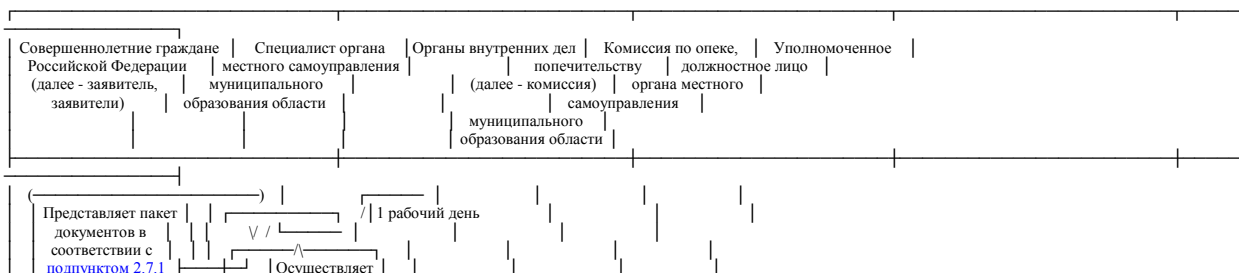 Совершеннолетние граждане Специалист органа Органы внутренних дел Комиссия по опеке, Уполномоченное
Российской Федерации местного самоуправления попечительству должностное лицо
(далее - заявитель, муниципального (далее - комиссия) органа местного
заявители) образования области самоуправления
муниципального
образования области
Представляет пакет 1 рабочий день
документов в
соответствии с
подпунктом 2.7.1 Осуществляет